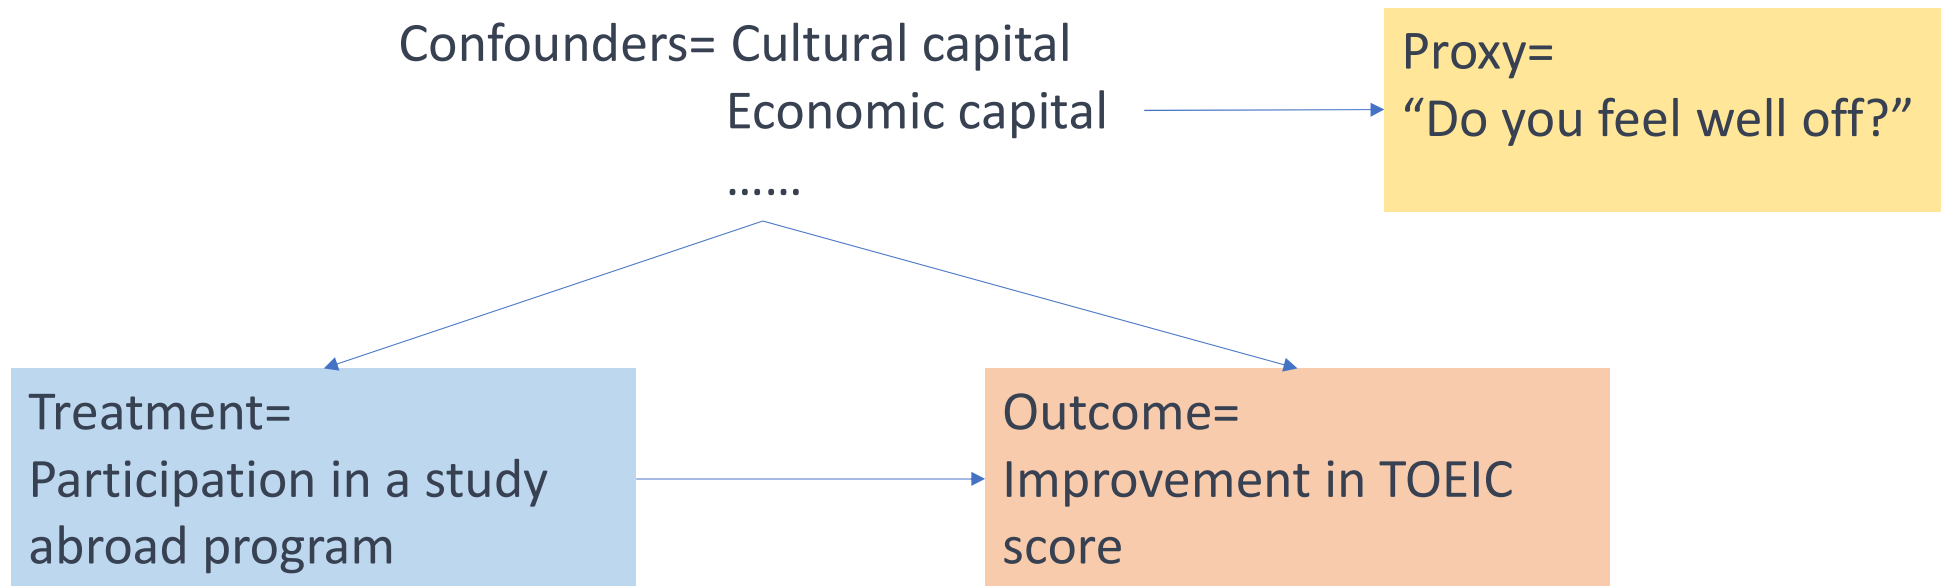 Confounders= Cultural capital
Economic capital
......
Proxy=
“Do you feel well off?”
Treatment=
Participation in a study
abroad program
Outcome=
Improvement in TOEIC
score